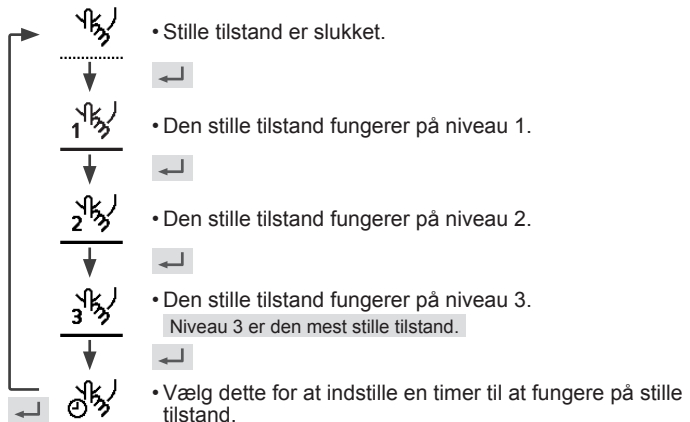 • Stille tilstand er slukket.
1
• Den stille tilstand fungerer på niveau 1.
2
• Den stille tilstand fungerer på niveau 2.
3
• Den stille tilstand fungerer på niveau 3.
Niveau 3 er den mest stille tilstand.
• Vælg dette for at indstille en timer til at fungere på stille
tilstand.